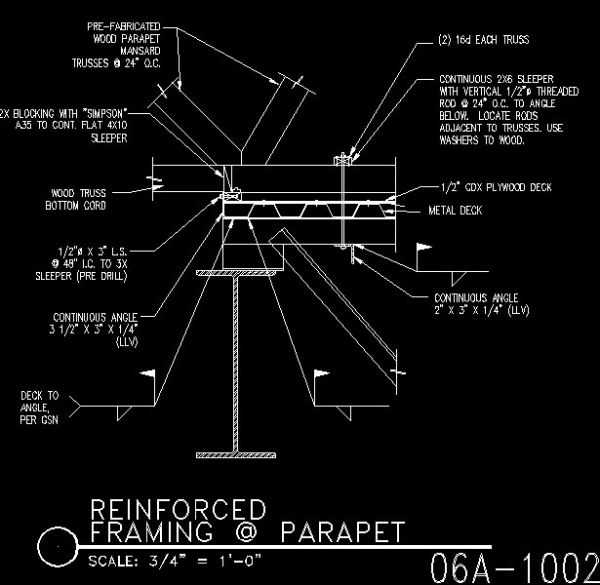 PRE-FABRICATED
WOOD PARAPET
MANSARD
TRUSSES @ 24" O.C.
(2) 16d EACH TRUSS
CONTINUOUS 2X6 SLEEPER
WITH VERTICAL 1/2"ø THREADED
ROD @ 24" O.C. TO ANGLE
BELOW. LOCATE RODS
ADJACENT TO TRUSSES. USE
WASHERS TO WOOD.
2X BLOCKING WITH "SIMPSON"
A35 TO CONT. FLAT 4X10
SLEEPER
WOOD TRUSS
BOTTOM CORD
1/2" CDX PLYWOOD DECK
METAL DECK
1/2"ø X 3" L.S.
@ 48" I.C. TO 3X
SLEEPER (PRE DRILL)
CONTINUOUS ANGLE
2" X 3" X 1/4" (LLV)
CONTINUOUS ANGLE
3 1/2" X 3" X 1/4"
(LLV)
DECK TO
ANGLE,
PER GSN
REINFORCED
FRAMING @ PARAPET
SCALE: 3/4" = 1'-0"
06A-1002